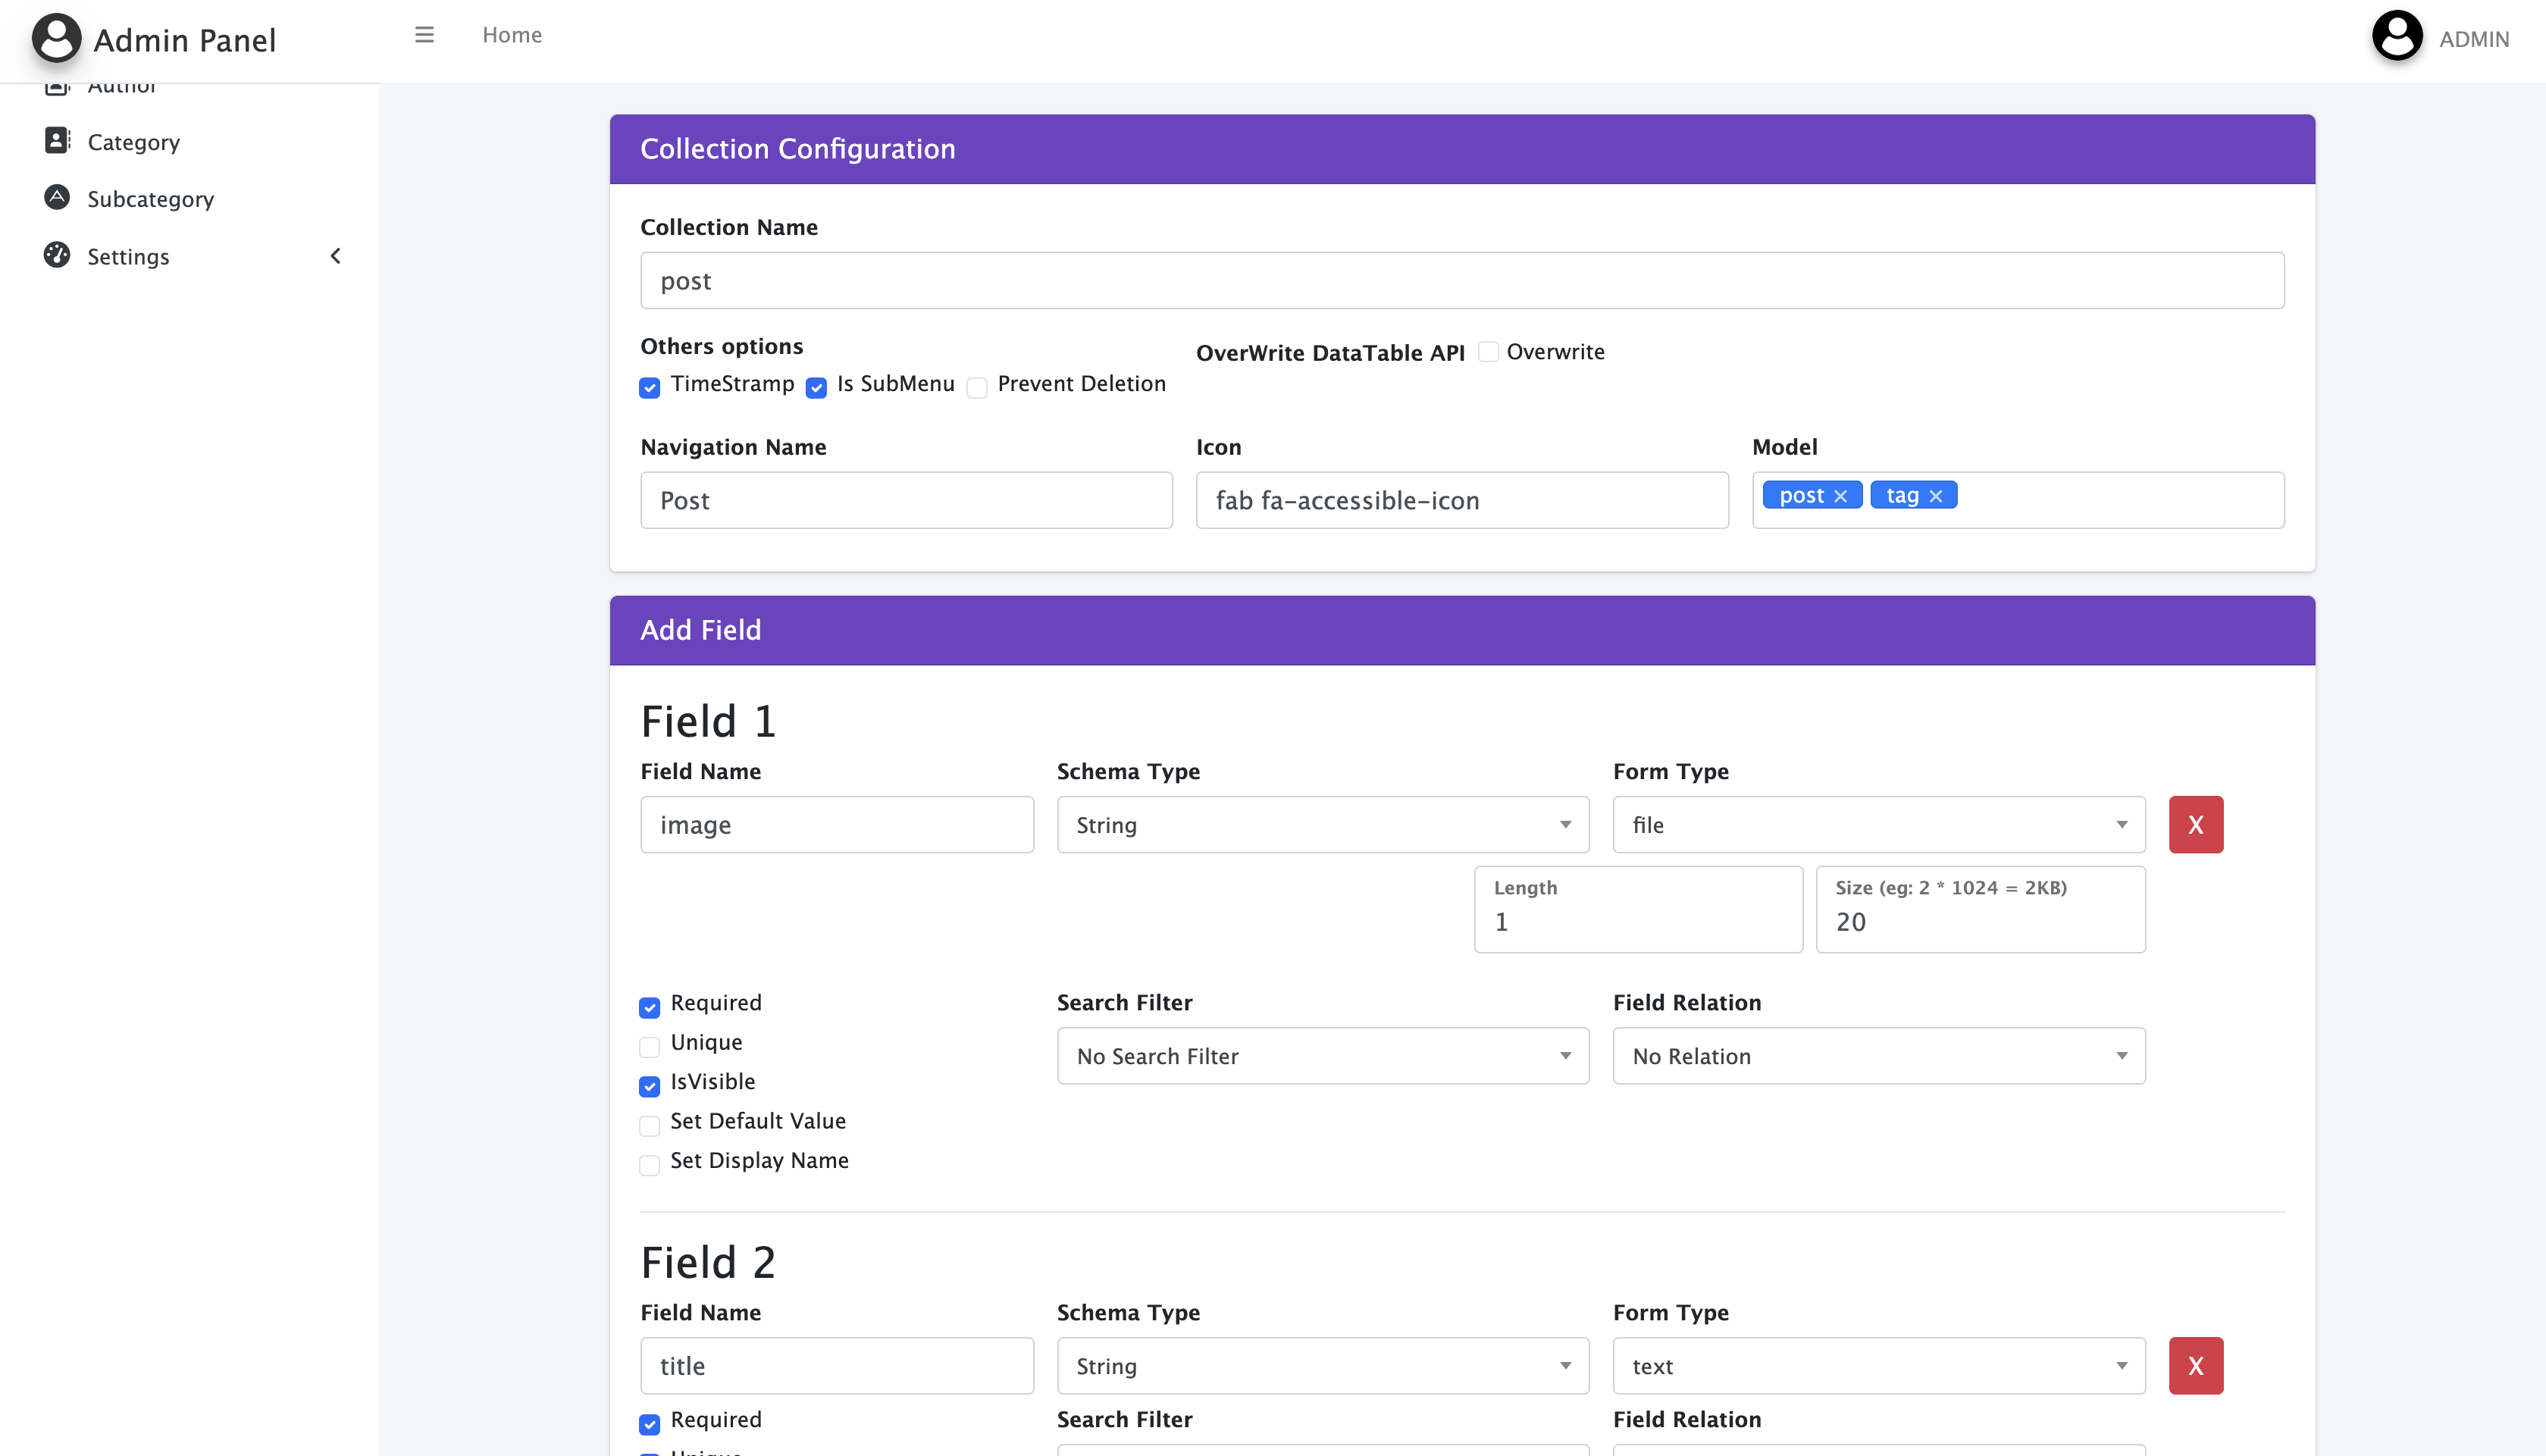 Admin Panel
Home
ADMIN
Author
Category
Subcategory
Settings
Collection Configuration
Collection Name
post
Others options
OverWrite DataTable API Overwrite
TimeStramp Is SubMenu Prevent Deletion
Navigation Name Icon Model
Post fab fa-accessible-icon post × tag ×
Add Field
Field 1
Field Name Schema Type Form Type
image String file X
Length Size (eg: 2 * 1024 = 2KB)
1 20
Required Search Filter Field Relation
Unique
No Search Filter No Relation
IsVisible
Set Default Value
Set Display Name
Field 2
Field Name Schema Type Form Type
title String text X
Required Search Filter Field Relation
Unique